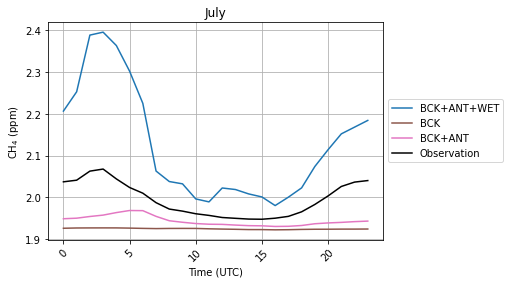 July
2.4
2.3
2.2
2.1
2.0
1.9
CH₄ (ppm)
0
5
10
15
20
Time (UTC)
BCK+ANT+WET
BCK
BCK+ANT
Observation